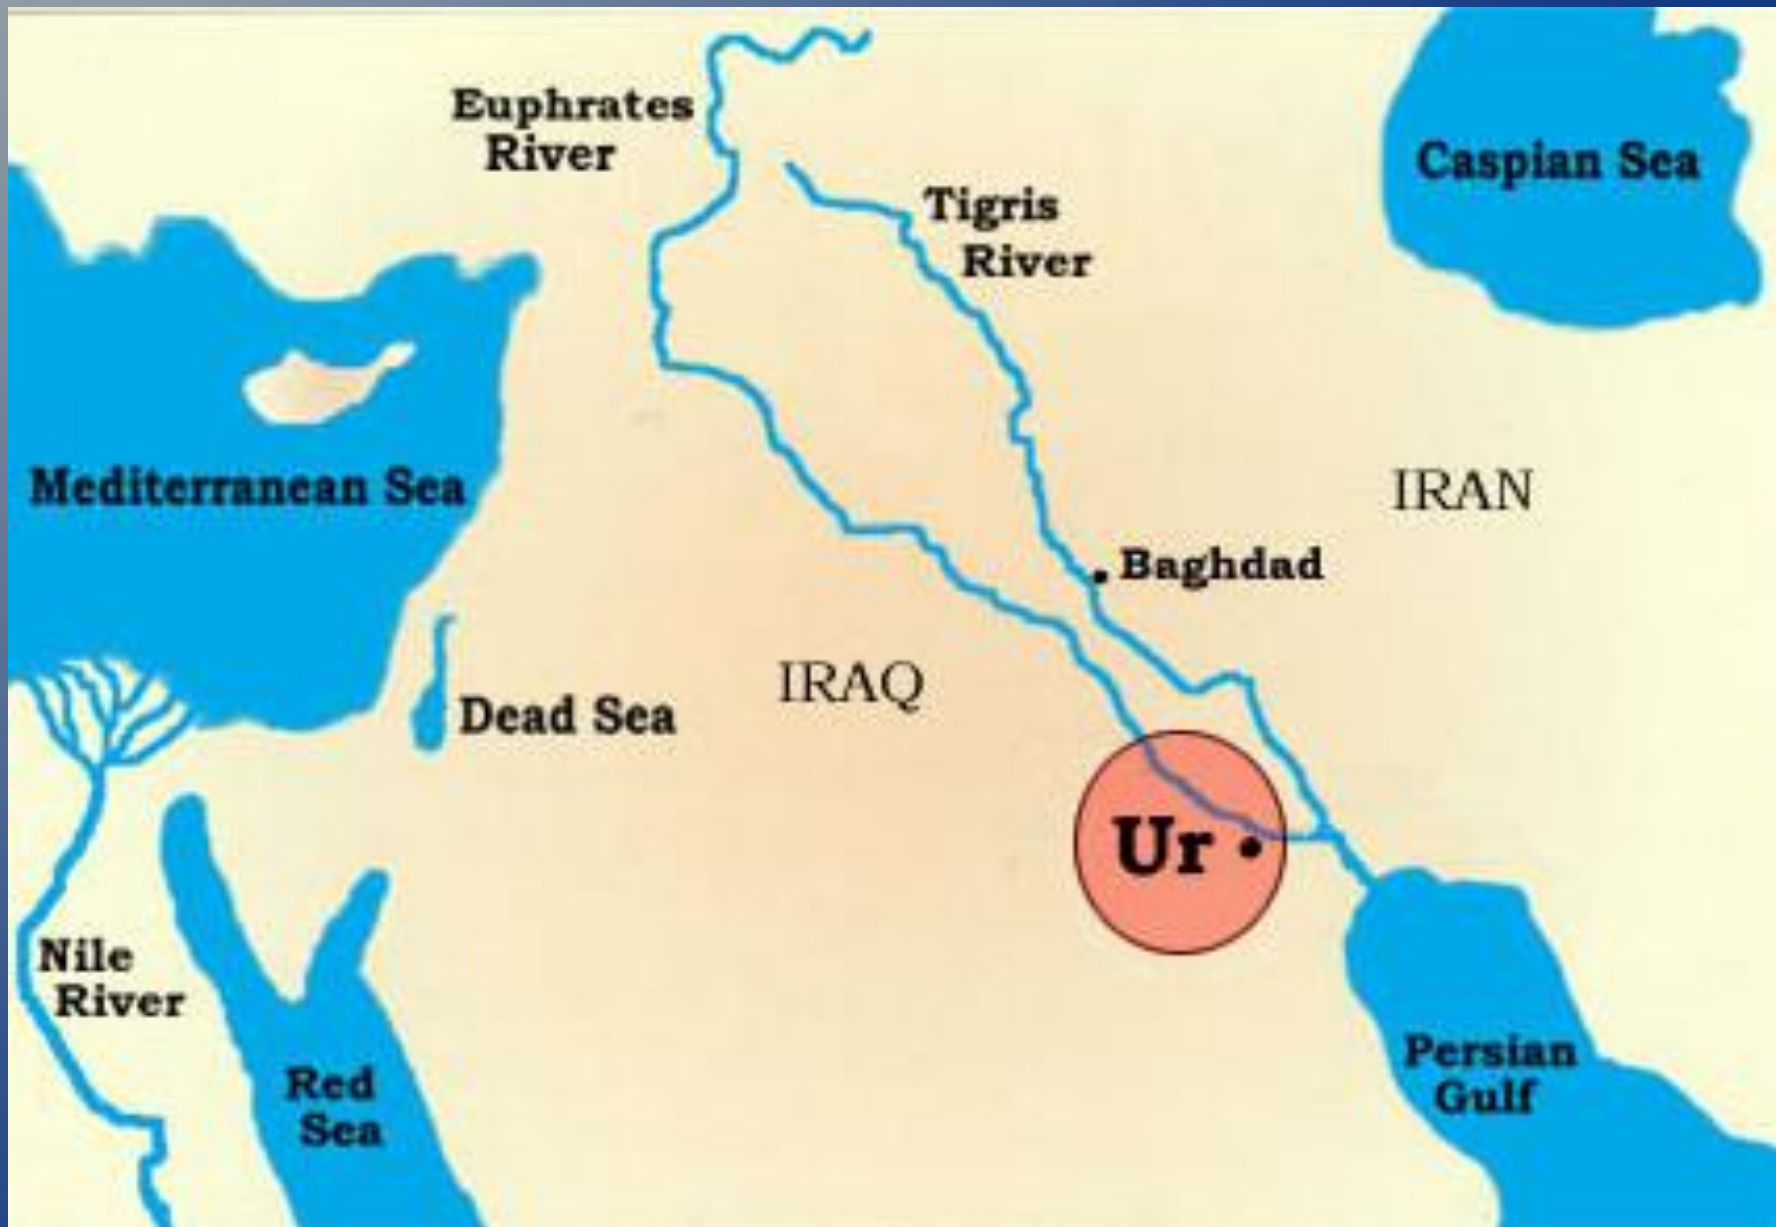 Euphrates
River
Caspian Sea
Tigris
River
Mediterranean Sea
IRAN
Baghdad
IRAQ
Dead Sea
Ur
Nile
River
Red
Sea
Persian
Gulf